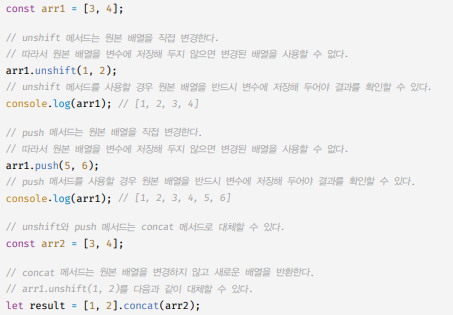 const arr1 = [3, 4];
// unshift 메서드는 원본 배열을 직접 변경한다.
// 따라서 원본 배열을 변수에 저장해 두지 않으면 변경된 배열을 사용할 수 없다.
arr1.unshift(1, 2);
// unshift 메서드를 사용할 경우 원본 배열을 반드시 변수에 저장해 두어야 결과를 확인할 수 있다.
console.log(arr1); // [1, 2, 3, 4]
// push 메서드는 원본 배열을 직접 변경한다.
// 따라서 원본 배열을 변수에 저장해 두지 않으면 변경된 배열을 사용할 수 없다.
arr1.push(5, 6);
// push 메서드를 사용할 경우 원본 배열을 반드시 변수에 저장해 두어야 결과를 확인할 수 있다.
console.log(arr1); // [1, 2, 3, 4, 5, 6]
// unshift와 push 메서드는 concat 메서드로 대체할 수 있다.
const arr2 = [3, 4];
// concat 메서드는 원본 배열을 변경하지 않고 새로운 배열을 반환한다.
// arr1.unshift(1, 2)를 다음과 같이 대체할 수 있다.
let result = [1, 2].concat(arr2);